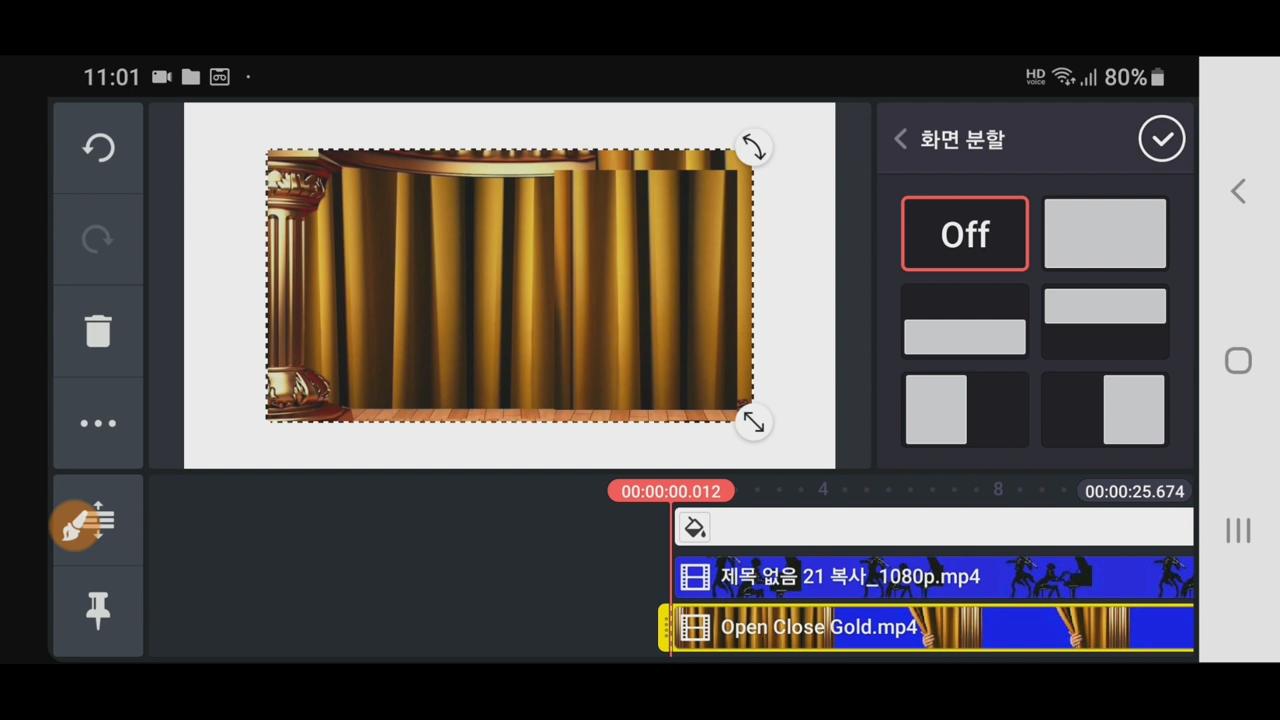 11:01
HD voice 80%
화면 분할
Off
00:00:00.012 4 8 00:00:25.674
제목 없음 21 복사_1080p.mp4
Open Close Gold.mp4